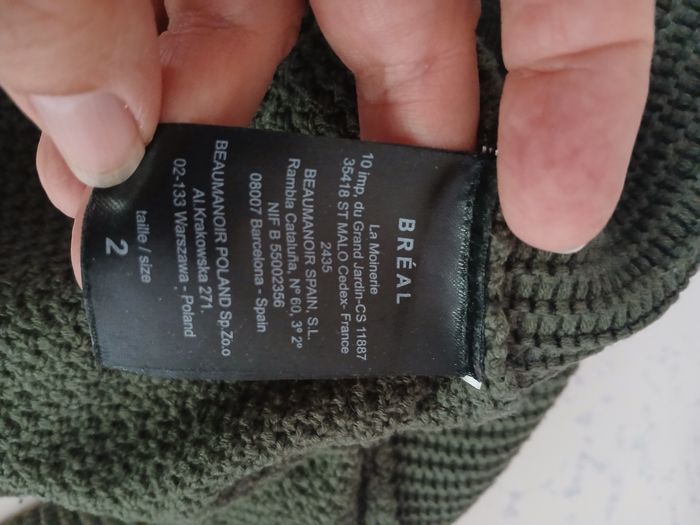 BRÉAL
La Moinerie
10 imp. du Grand Jardin-CS 11887
35418 ST MALO Cedex- France
2435
BEAUMANOIR SPAIN, S.L.
Rambla Cataluña, Nº 60, 3º 2º
NIF B 55002356
08007 Barcelona - Spain
BEAUMANOIR POLAND Sp.Zo.o
Al.Krakowska 271.
02-133 Warszawa - Poland
taille / size
2